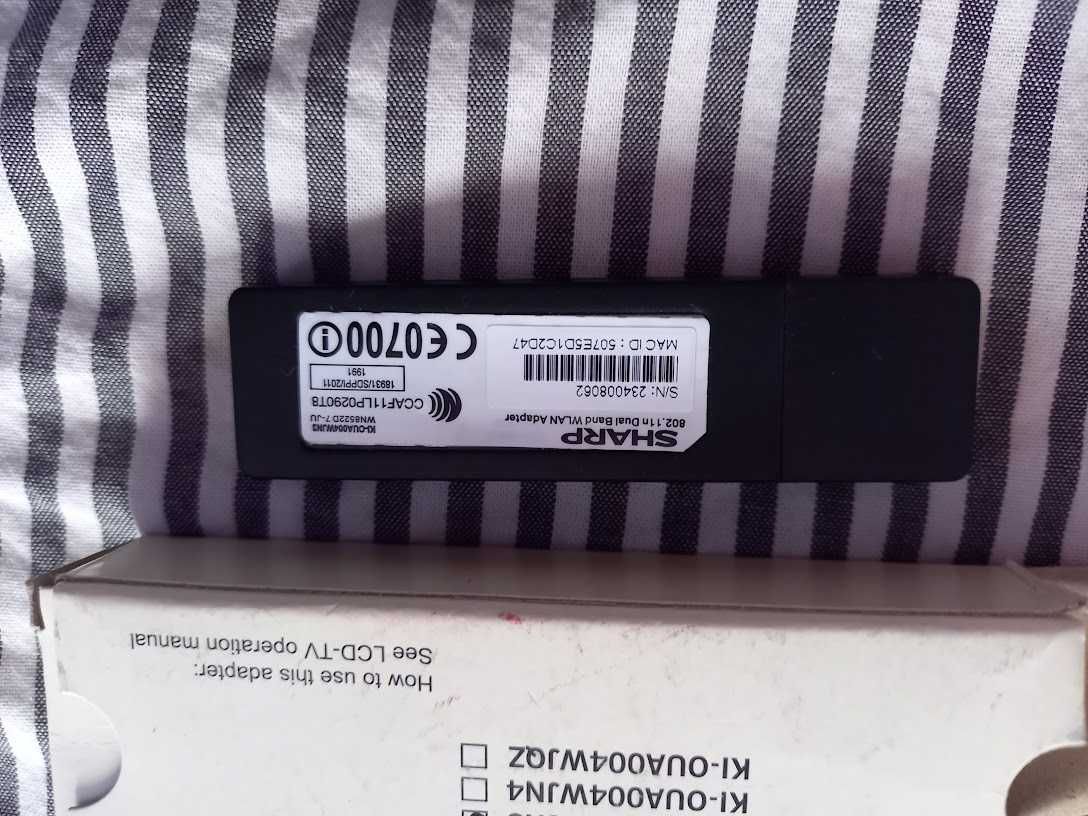 SHARP
802.11n Dual Band WLAN Adapter
S/N: 234008062
MAC ID : 507E5D1C2D47
KI-OUA004WJN3
WN8522D 7-JU
CCAF11LP0290T8
18931/SDPPI/2011
1991
CE0700
KI-OUA004WJN4
KI-OUA004WJQZ
How to use this adapter:
See LCD-TV operation manual